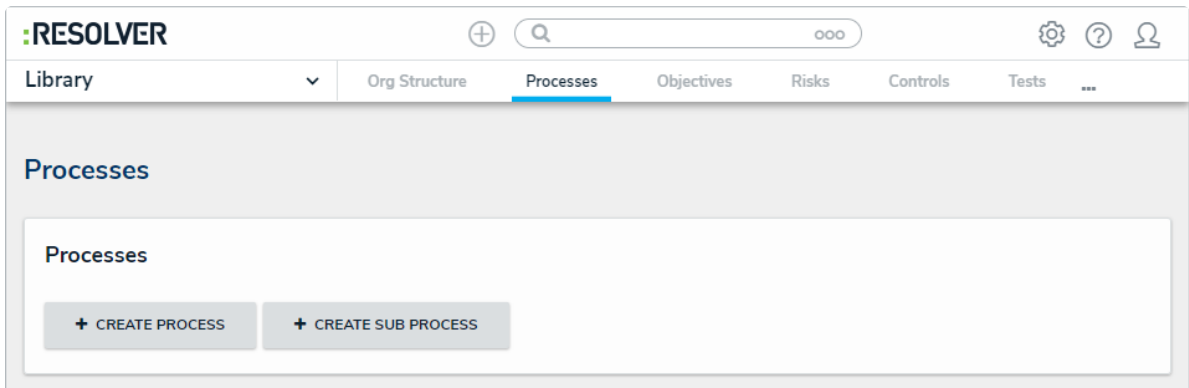 :RESOLVER
Library Org Structure Processes Objectives Risks Controls Tests ...
Processes
Processes
+ CREATE PROCESS + CREATE SUB PROCESS